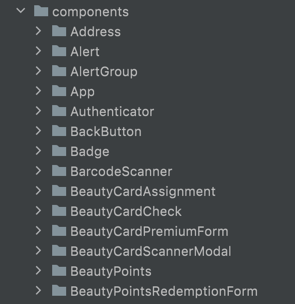 components
Address
Alert
AlertGroup
App
Authenticator
BackButton
Badge
BarcodeScanner
BeautyCardAssignment
BeautyCardCheck
BeautyCardPremiumForm
BeautyCardScannerModal
BeautyPoints
BeautyPointsRedemptionForm